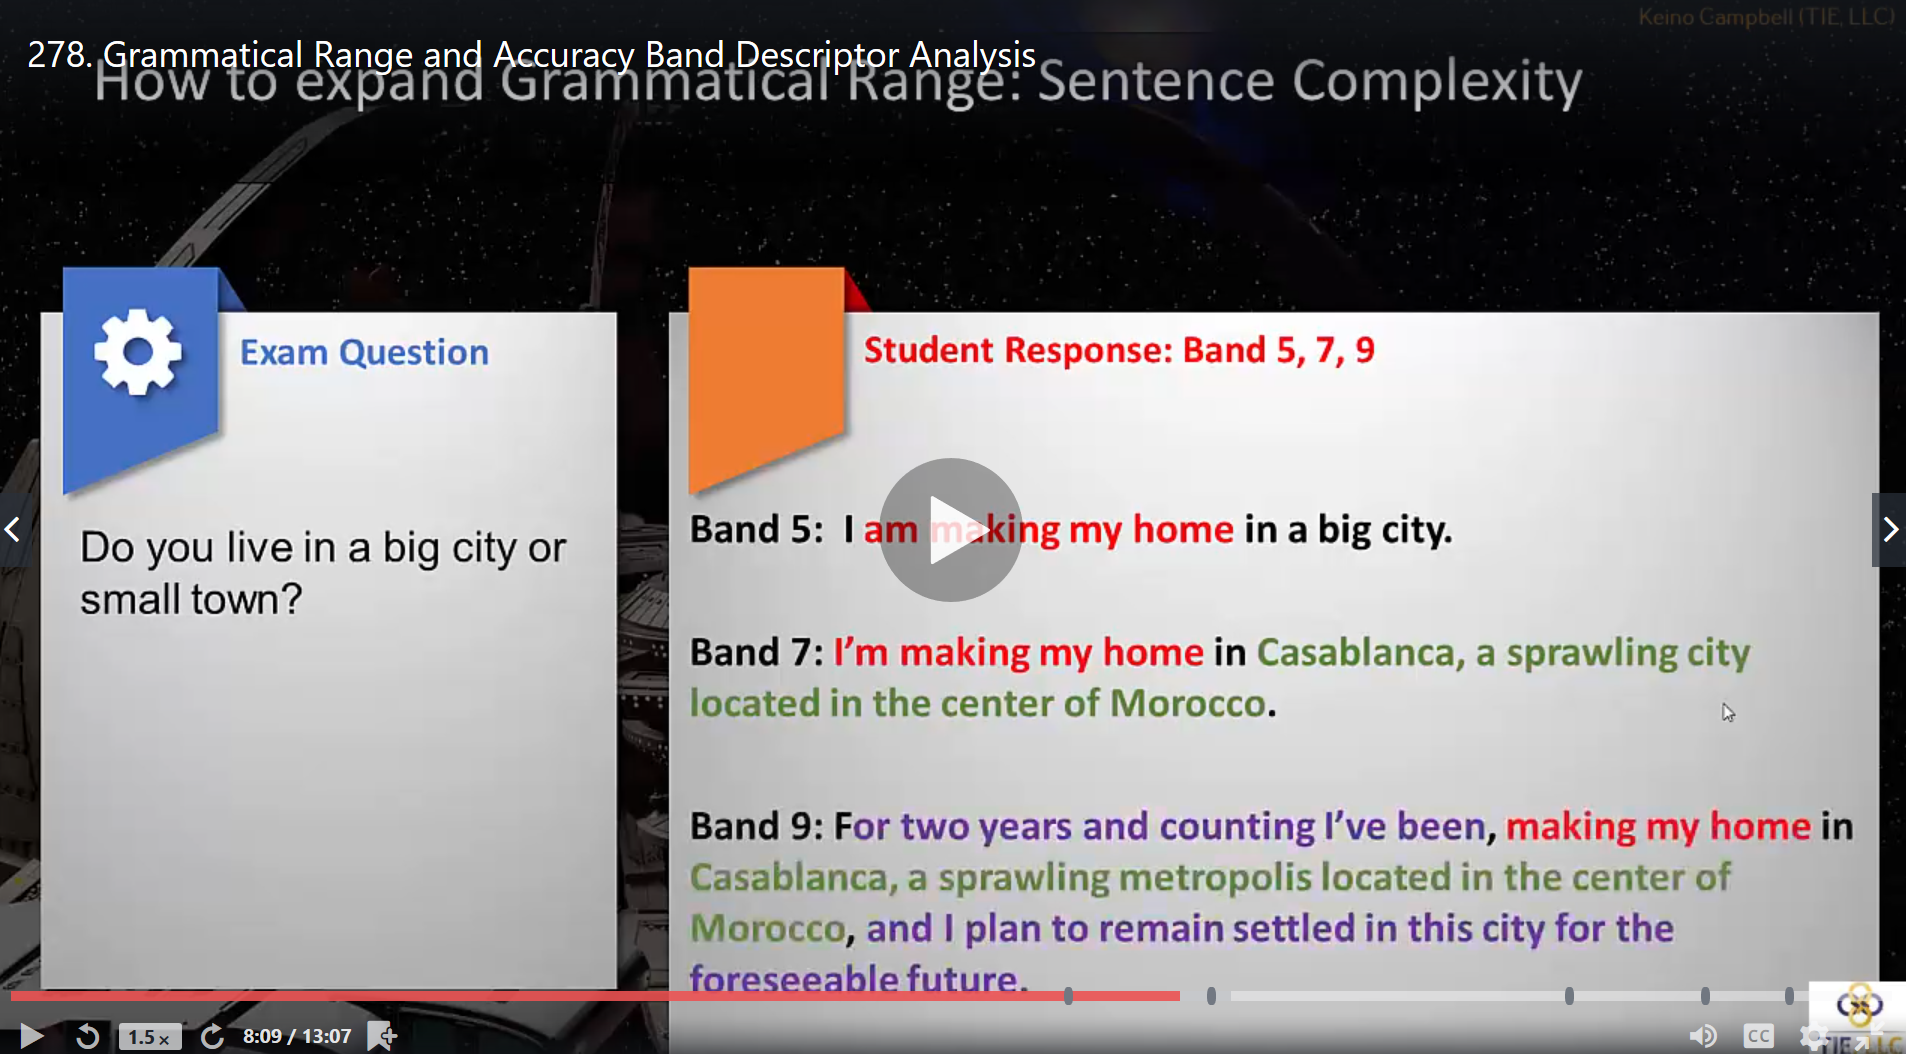 Keino Campbell (TIE, LLC)
278. Grammatical Range and Accuracy Band Descriptor Analysis
How to expand Grammatical Range: Sentence Complexity
Exam Question
Do you live in a big city or
small town?
Student Response: Band 5, 7, 9
Band 5: I am making my home in a big city.
Band 7: I'm making my home in Casablanca, a sprawling city
located in the center of Morocco.
Band 9: For two years and counting I've been, making my home in
Casablanca, a sprawling metropolis located in the center of
Morocco, and I plan to remain settled in this city for the
foreseeable future.
1.5 x
8:09 / 13:07
CC
TIE, LLC